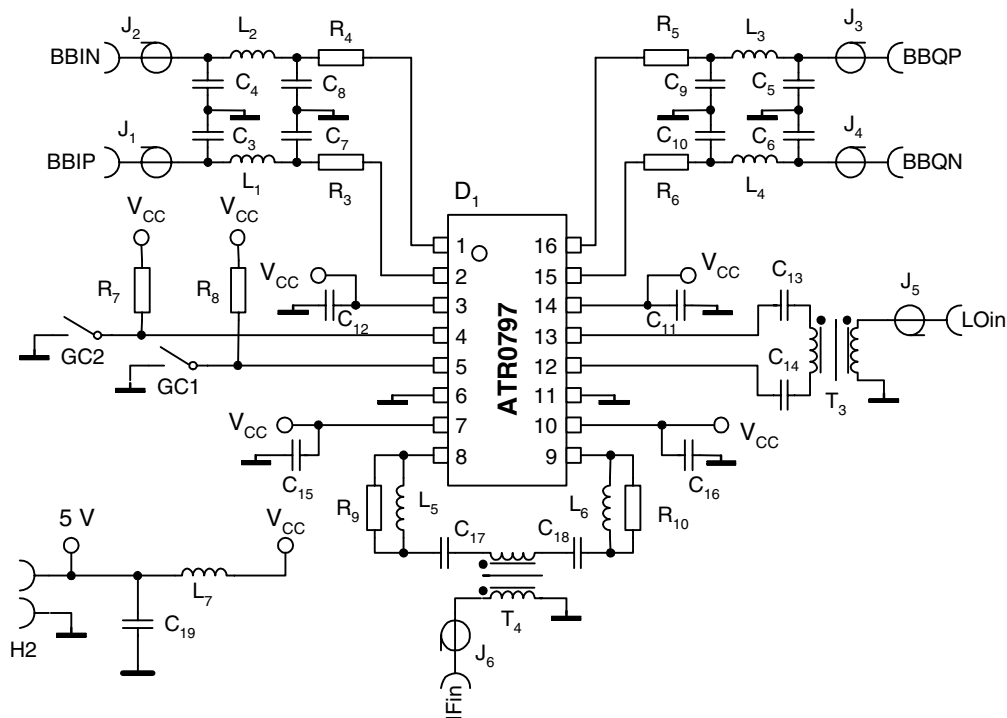 J2 L2 R4 R5 L3 J3
BBIN BBQP
C4 C8 C9 C5
J1 C3 C7 C10 C6 J4
BBIP BBQN
L1 R3 R6 L4
D1
VCC VCC
1 16
VCC 2 15 VCC C13
R7 R8 J5
3 14
C12 C11 LOin
4 13
GC2 C14
5 12
GC1
ATR0797
6 11 T3
VCC 7 10 VCC
8 9
C15 C16
R9 L5 L6 R10
5 V VCC C17 C18
L7
C19 T4
H2 J6
IFin